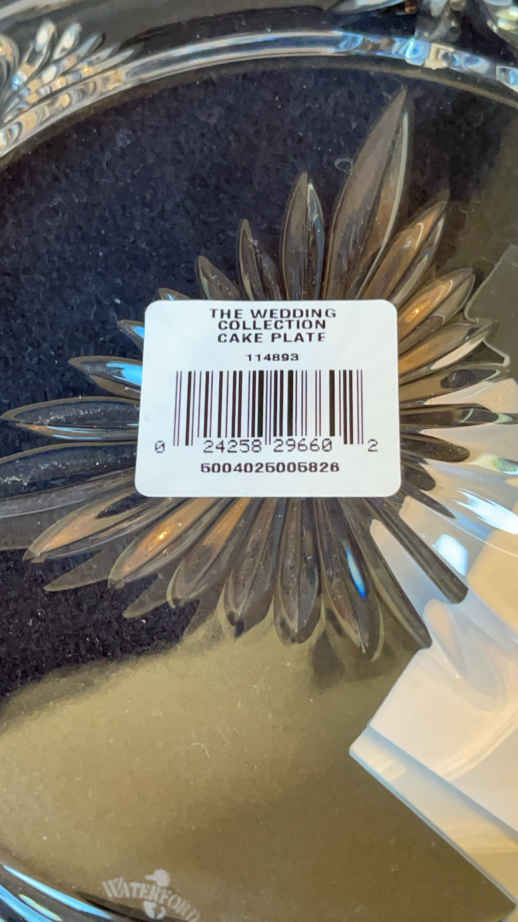 THE WEDDING
COLLECTION
CAKE PLATE
114893
0 24258 29660 2
5004025005826
WATERFORD